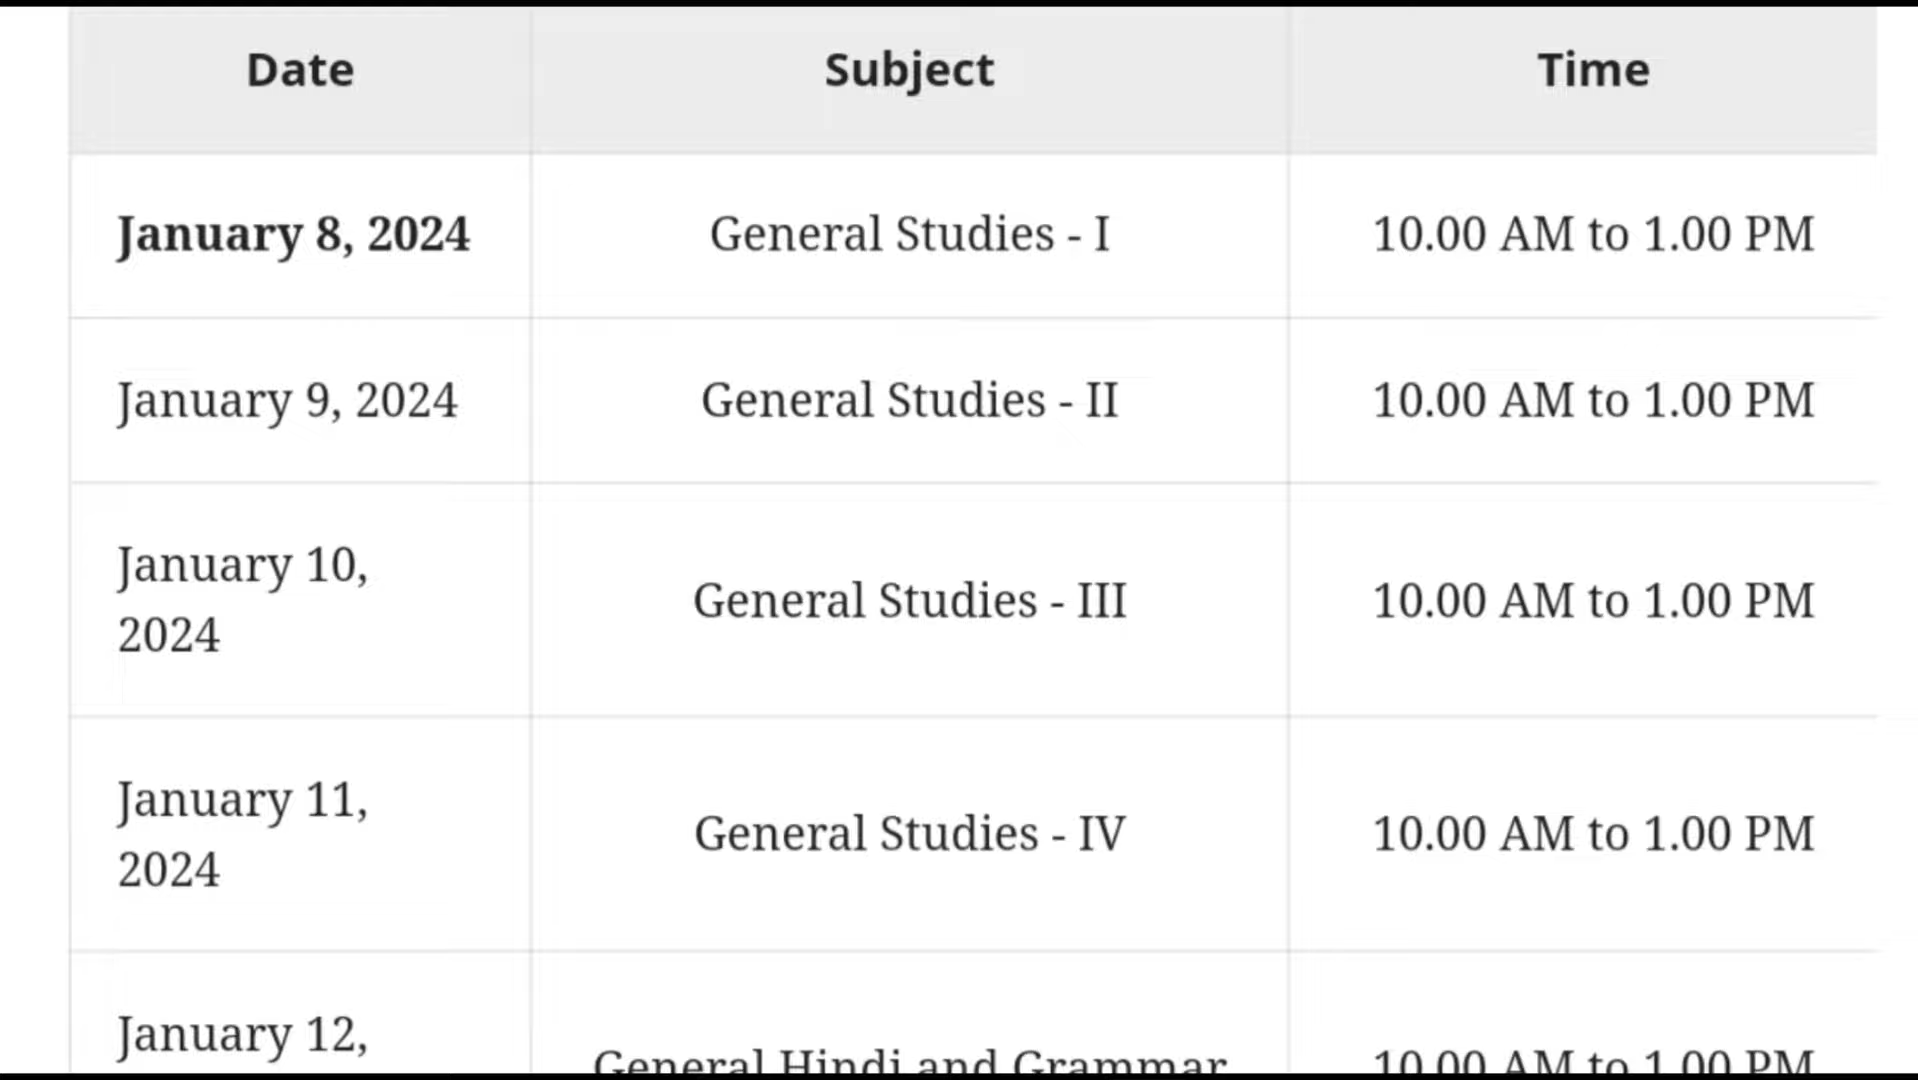 Date Subject Time
January 8, 2024 General Studies - I 10.00 AM to 1.00 PM
January 9, 2024 General Studies - II 10.00 AM to 1.00 PM
January 10,
2024 General Studies - III 10.00 AM to 1.00 PM
January 11,
2024 General Studies - IV 10.00 AM to 1.00 PM
January 12,
General Hindi and Grammar 10.00 AM to 1.00 PM